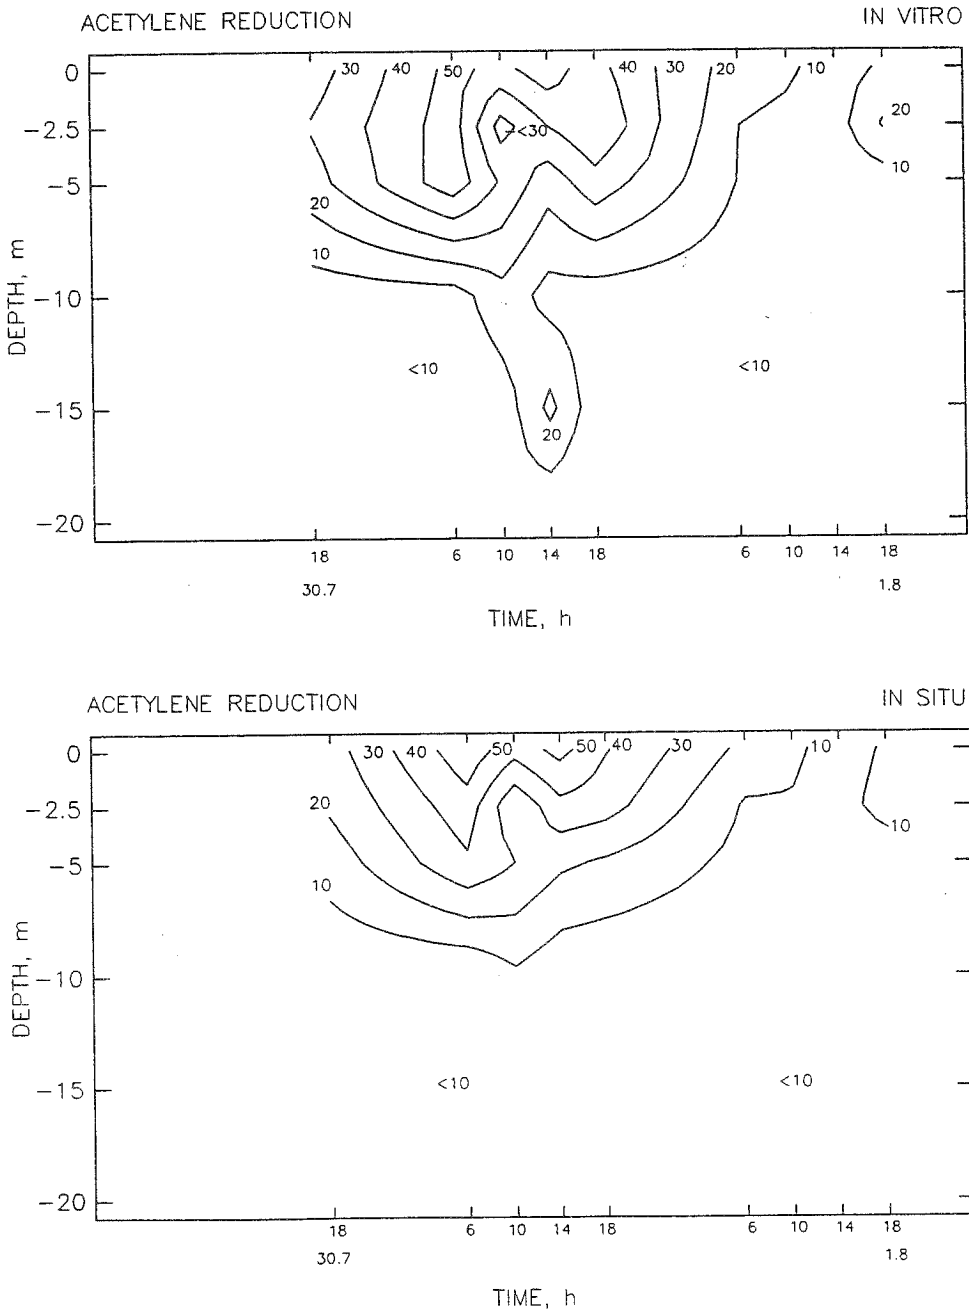 ACETYLENE REDUCTION IN VITRO
0 30 40 50 40 30 20 10
20
−2.5 <30
10
−5
20
10
−10
<10 <10
−15
20
−20
18 6 10 14 18 6 10 14 18
30.7 1.8
DEPTH, m
TIME, h
ACETYLENE REDUCTION IN SITU
0 30 40 50 50 40 30 10
20
−2.5
10
−5
10
−10
<10 <10
−15
−20
18 6 10 14 18 6 10 14 18
30.7 1.8
DEPTH, m
TIME, h